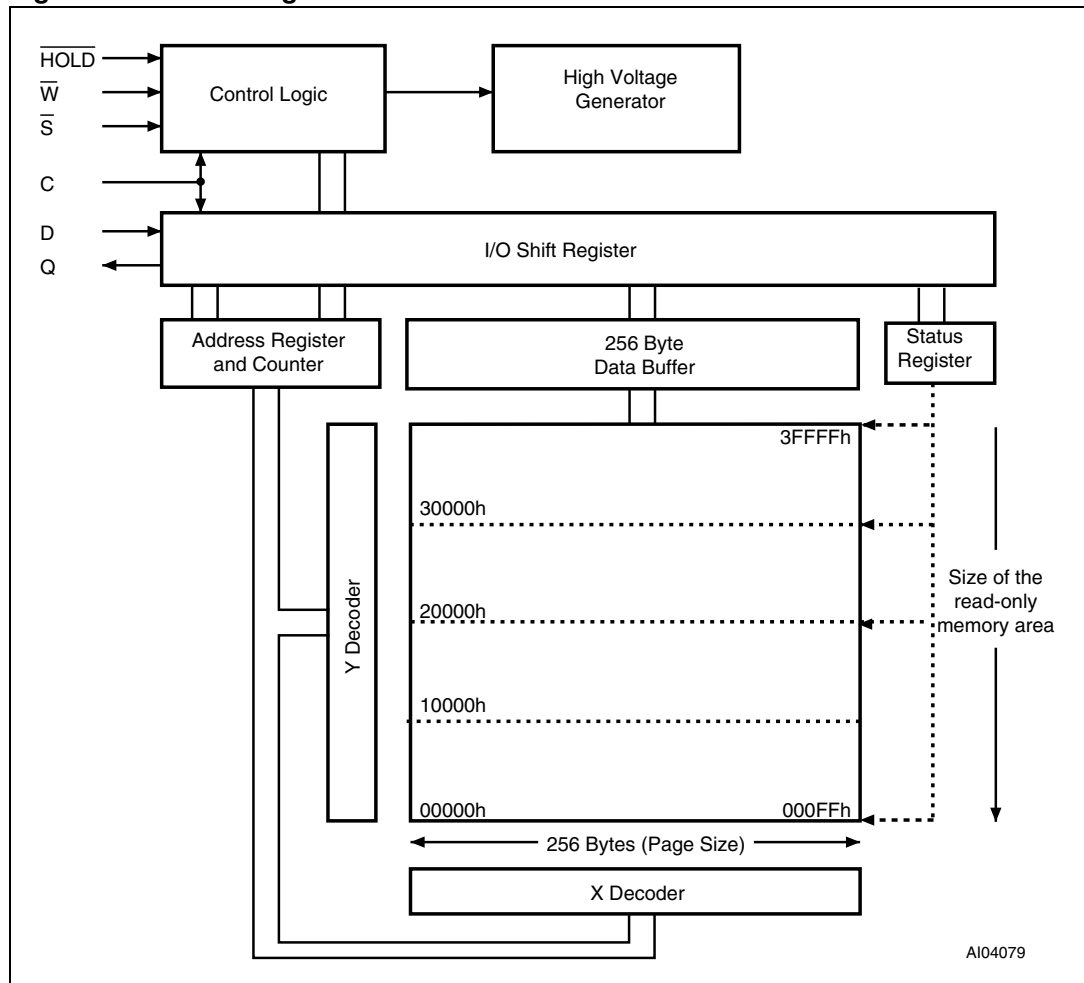 HOLD
W
S
C
D
Q
Control Logic
High Voltage
Generator
I/O Shift Register
Address Register
and Counter
256 Byte
Data Buffer
Status
Register
Y Decoder
3FFFFh
30000h
20000h
10000h
00000h
000FFh
Size of the
read-only
memory area
256 Bytes (Page Size)
X Decoder
AI04079